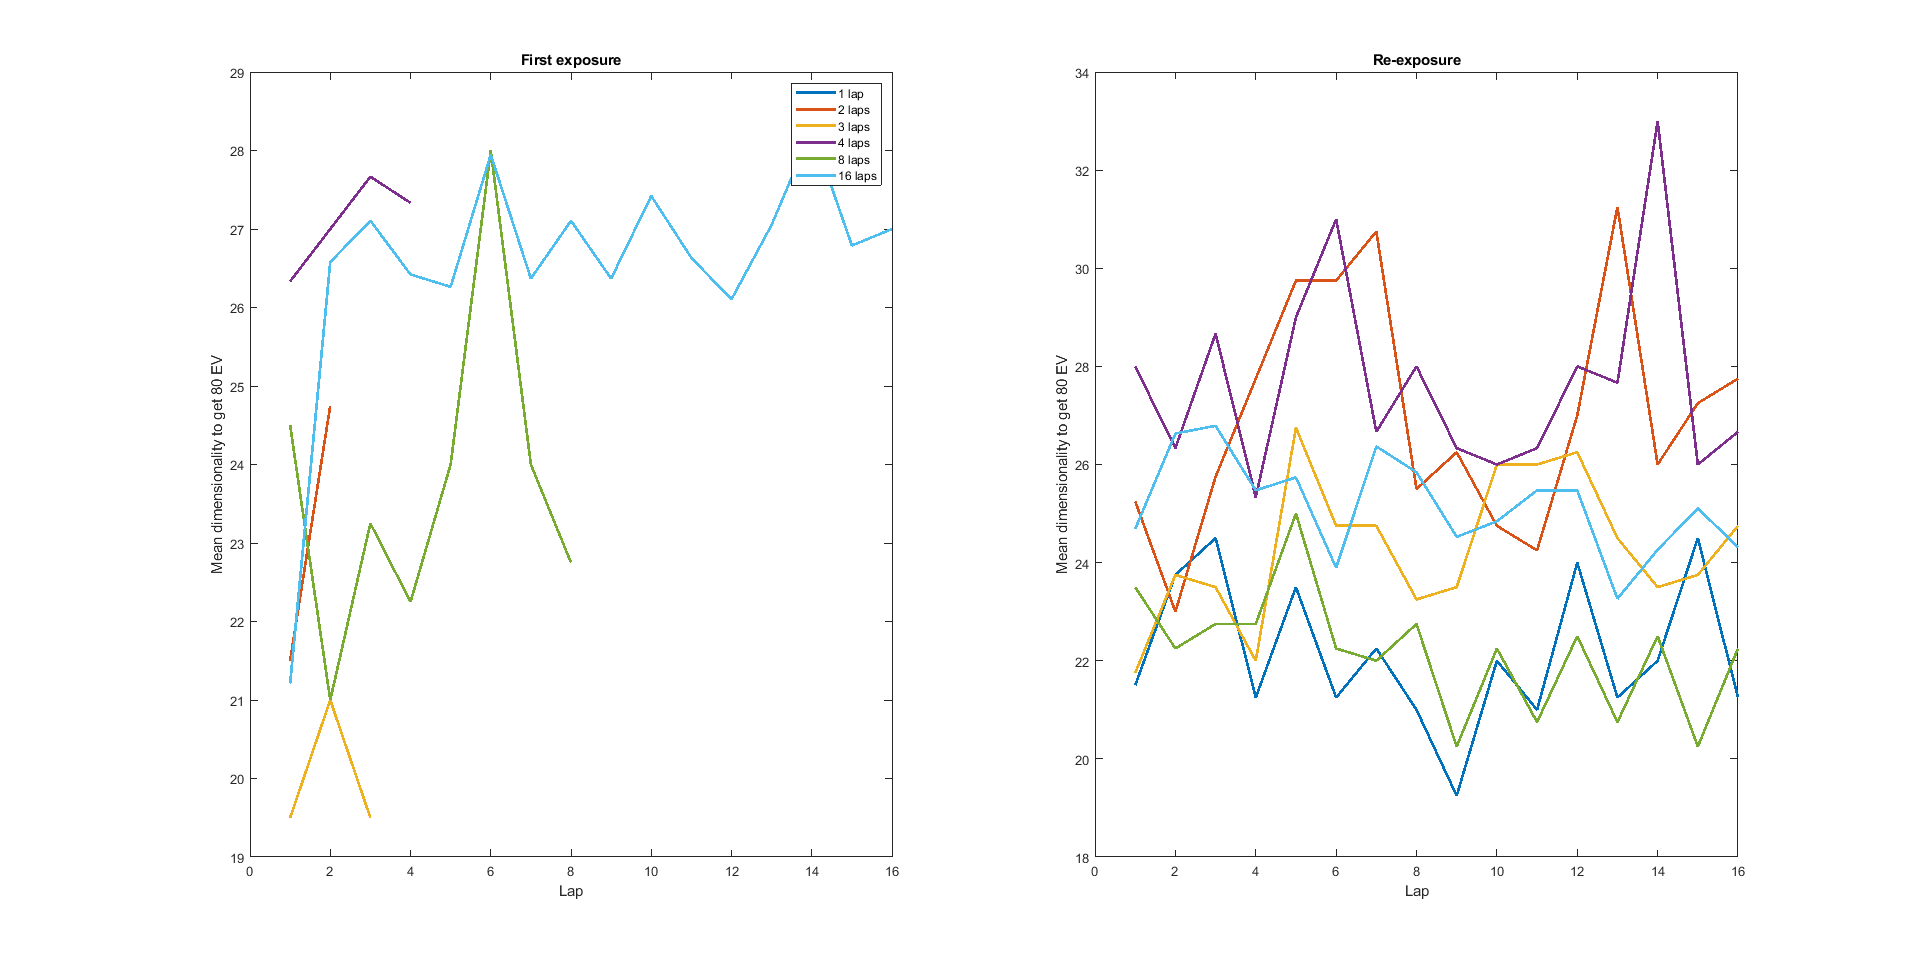 First exposure
29
28
27
26
25
24
23
22
21
20
19
0 2 4 6 8 10 12 14 16
Lap
Mean dimensionality to get 80 EV
1 lap
2 laps
3 laps
4 laps
8 laps
16 laps
Re-exposure
34
32
30
28
26
24
22
20
18
0 2 4 6 8 10 12 14 16
Lap
Mean dimensionality to get 80 EV